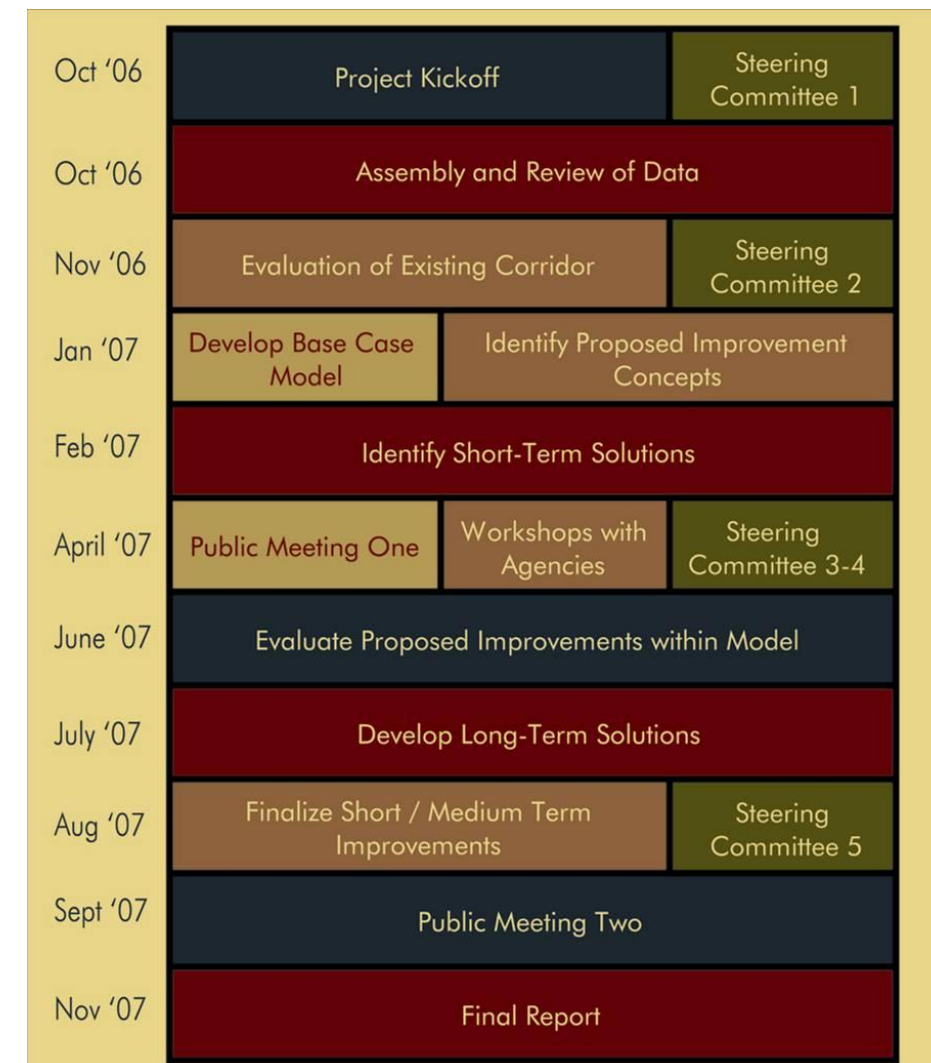 Oct ‘06
Project Kickoff
Steering
Committee 1
Oct ‘06
Assembly and Review of Data
Nov ‘06
Evaluation of Existing Corridor
Steering
Committee 2
Jan ‘07
Develop Base Case
Model
Identify Proposed Improvement
Concepts
Feb ‘07
Identify Short-Term Solutions
April ‘07
Public Meeting One
Workshops with
Agencies
Steering
Committee 3-4
June ‘07
Evaluate Proposed Improvements within Model
July ‘07
Develop Long-Term Solutions
Aug ‘07
Finalize Short / Medium Term
Improvements
Steering
Committee 5
Sept ‘07
Public Meeting Two
Nov ‘07
Final Report